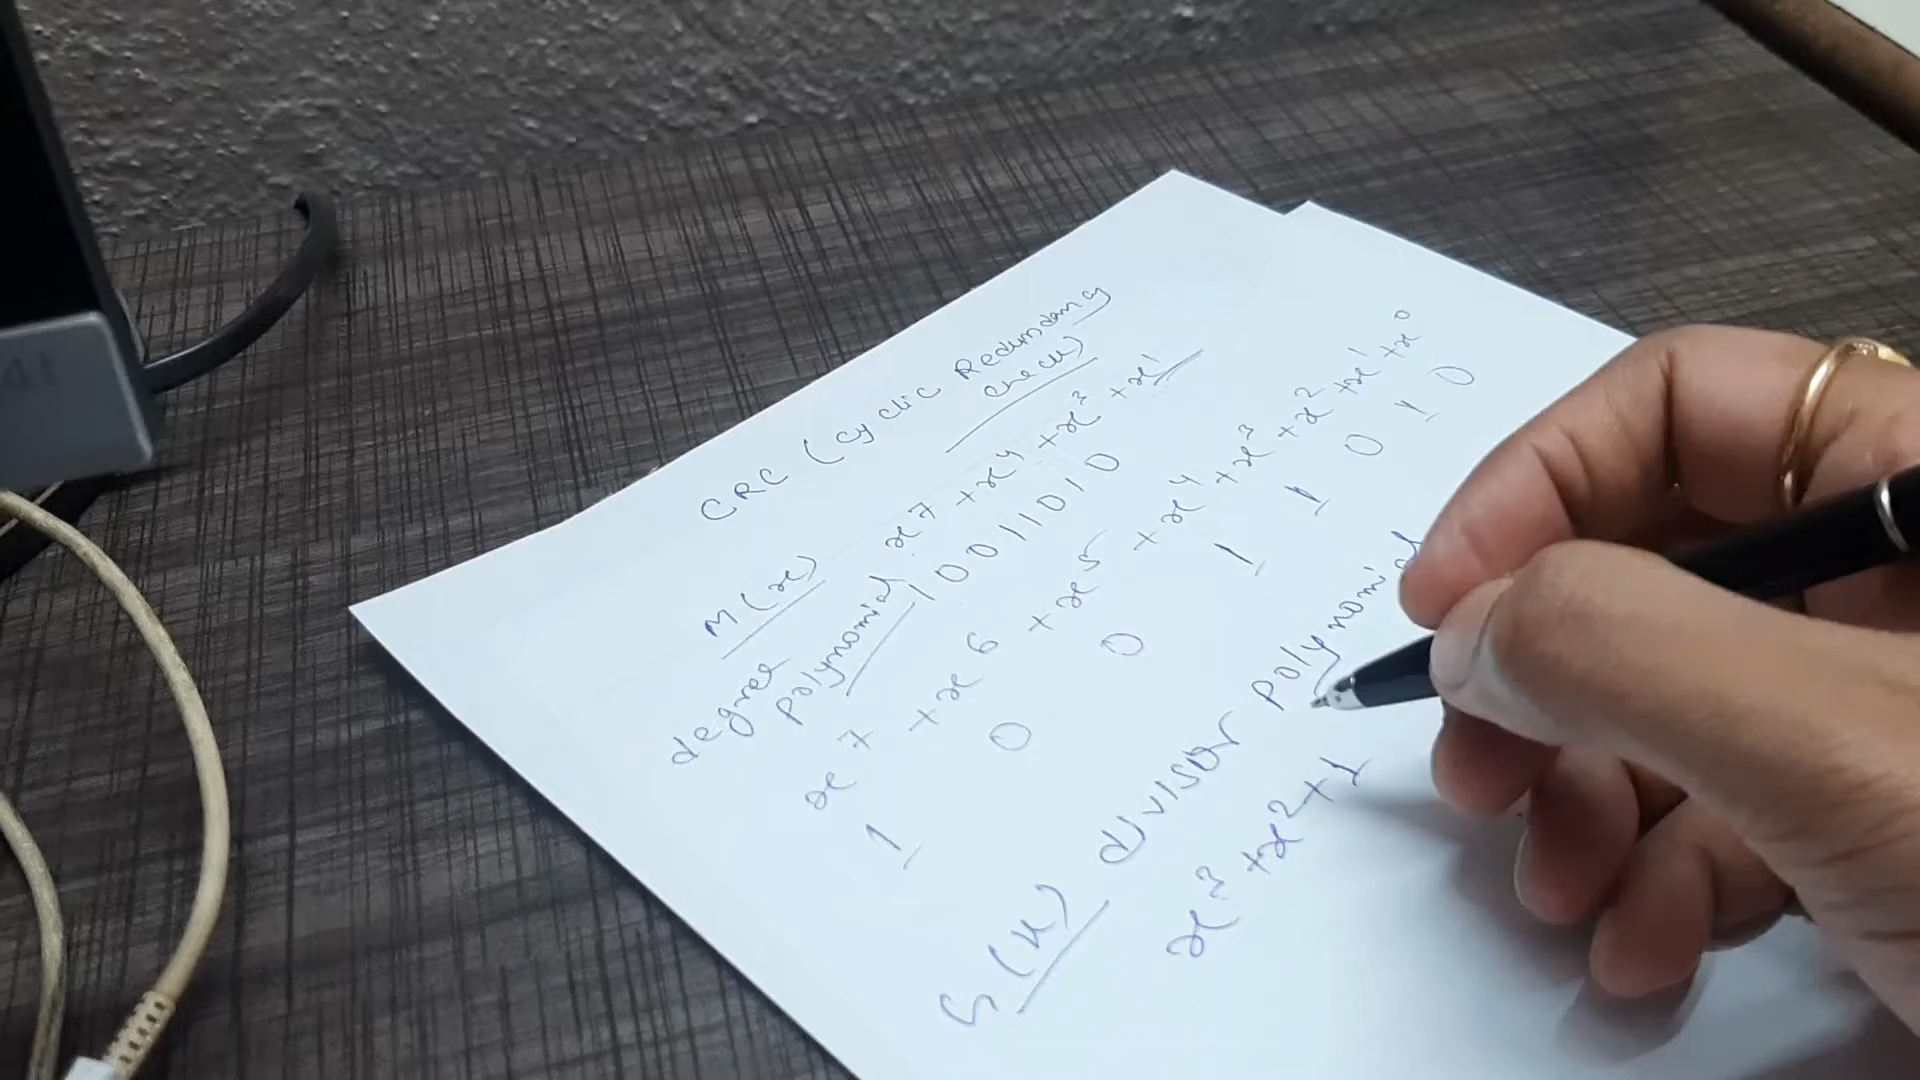 CRC (Cyclic Redundancy
Check)
M(x) x⁷ + x⁴ + x³ + x¹
degree
polynomial 10011010
x⁷ + x⁶ + x⁵ + x⁴ + x³ + x² + x¹ + x⁰
1 0 0 1 1 0 1 0
G(x) divisor polynomial
x³ + x² + 1
41